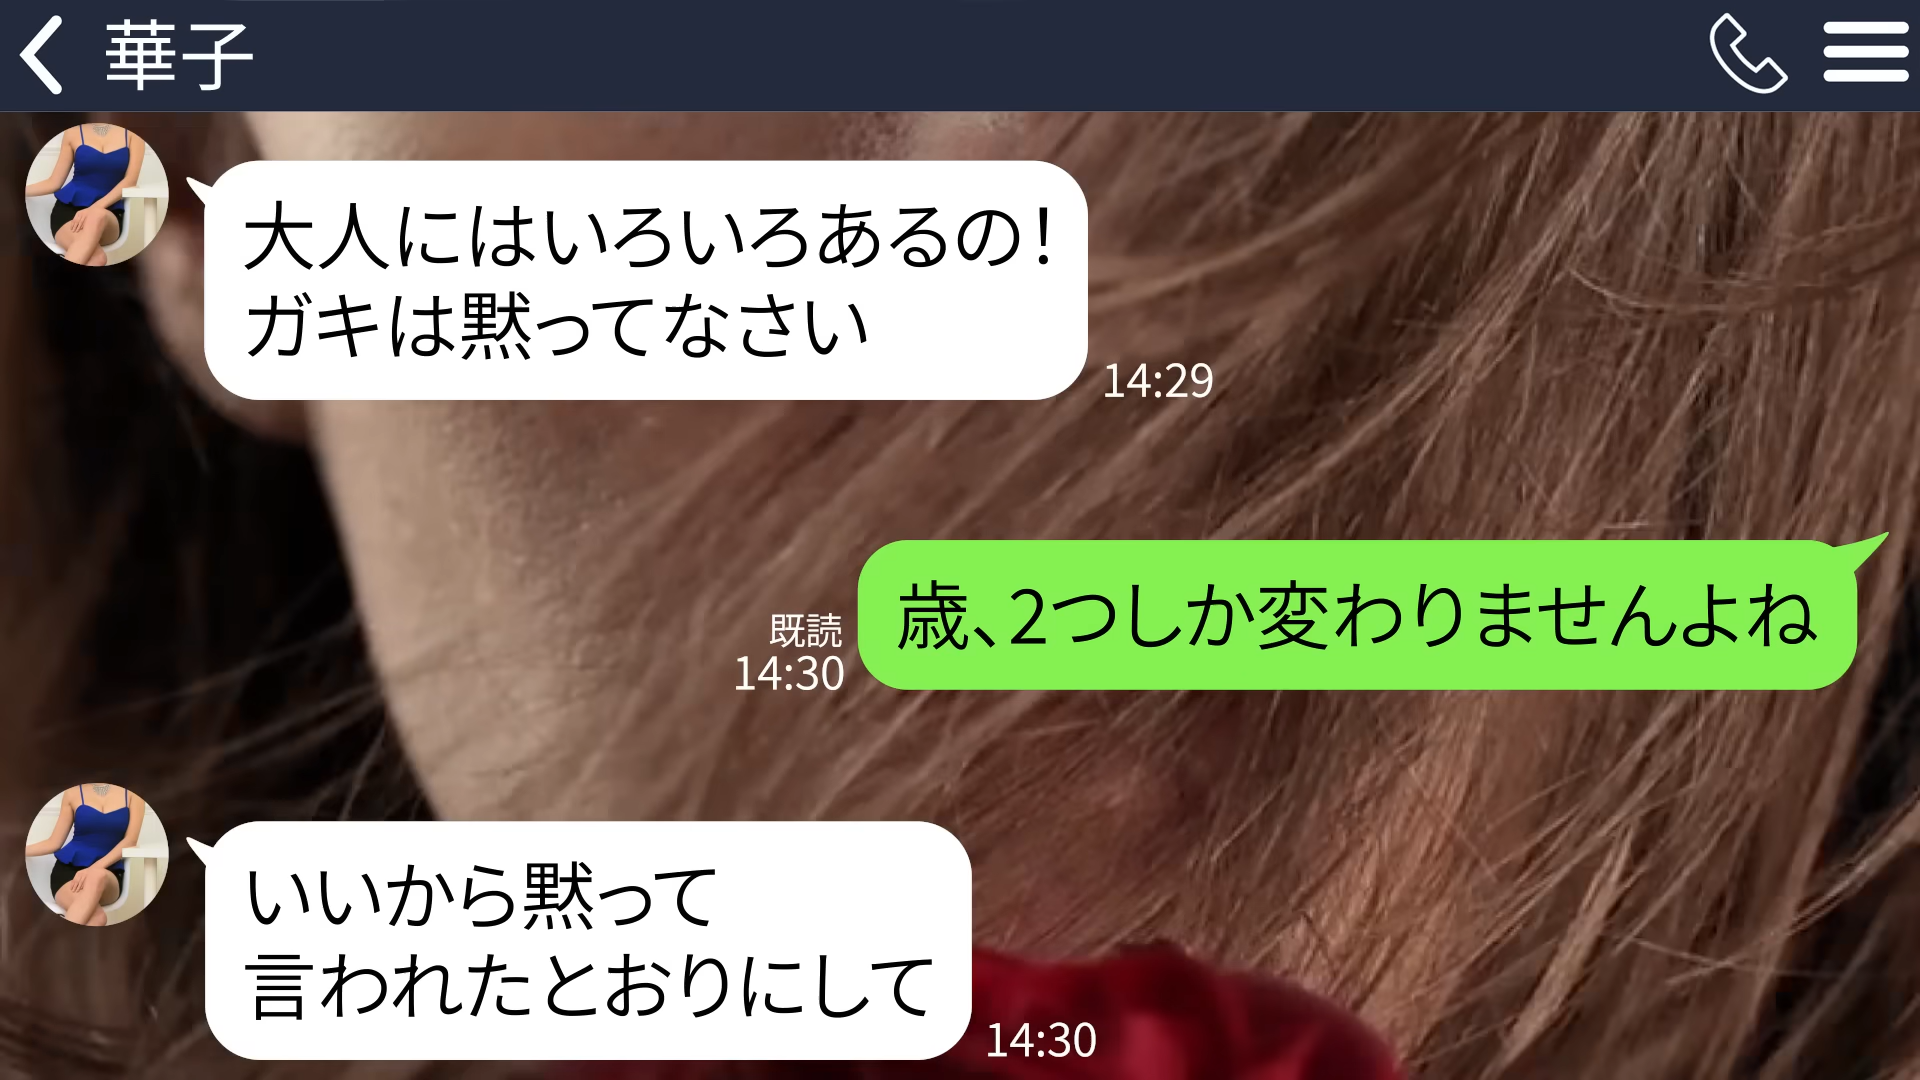 華子
大人にはいろいろあるの！
ガキは黙ってなさい
14:29
歳、2つしか変わりませんよね
既読
14:30
いいから黙って
言われたとおりにして
14:30